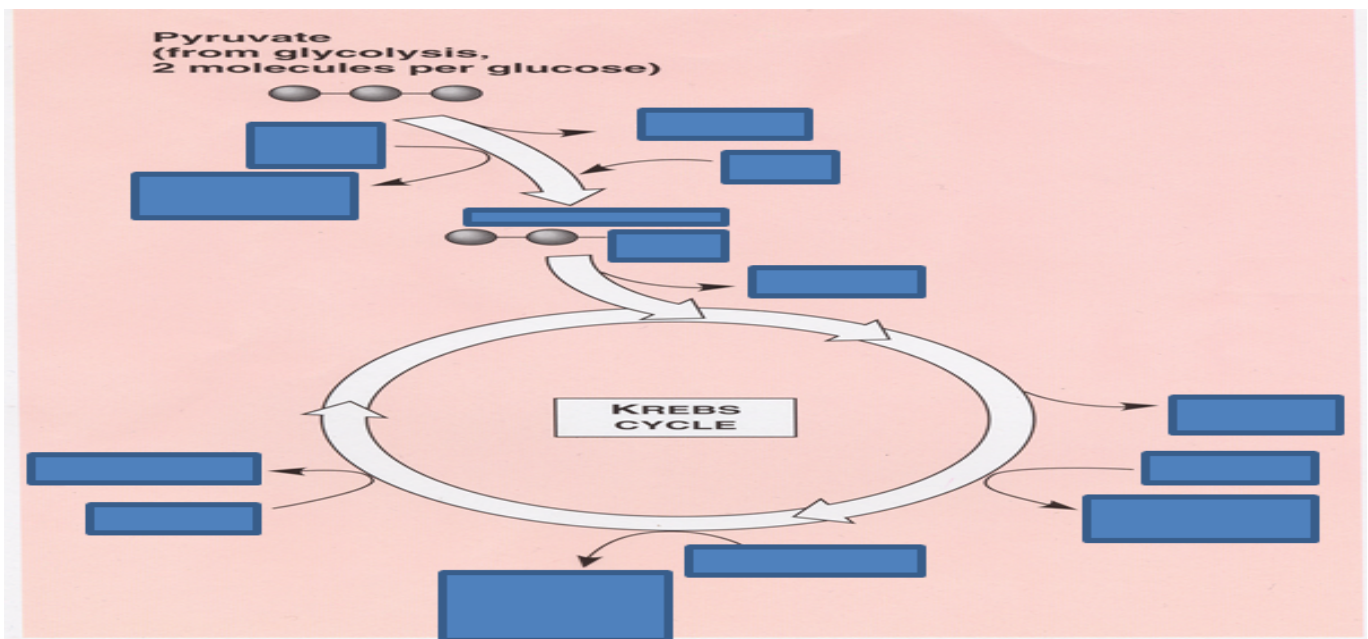 Pyruvate
(from glycolysis,
2 molecules per glucose)
KREBS
CYCLE